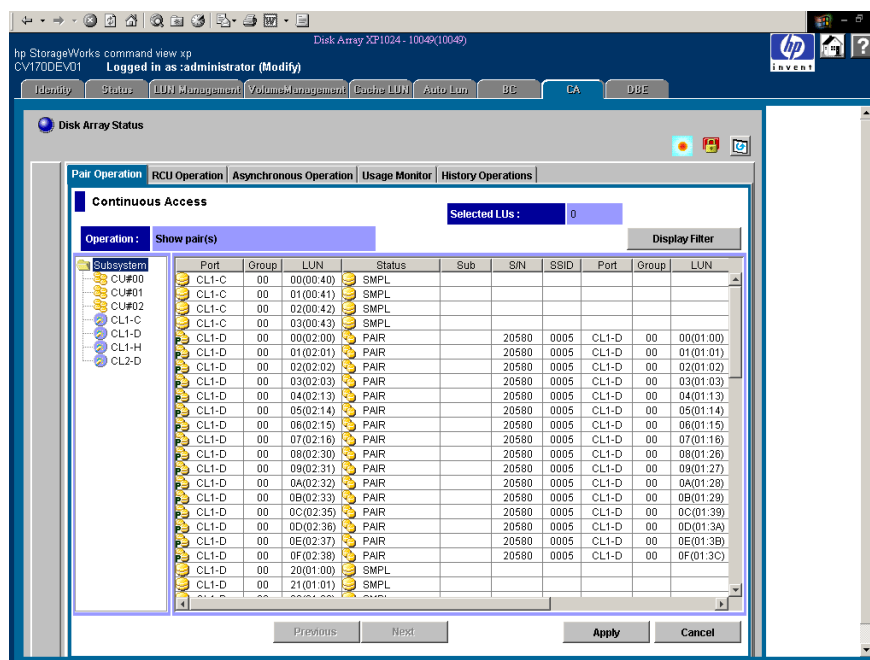 Disk Array XP1024 - 10049(10049)
hp StorageWorks command view xp
CV170DEV01 Logged in as :administrator (Modify)
hp
invent
Identity Status LUN Management VolumeManagement Cache LUN Auto Lun BC CA DBE
Disk Array Status
Pair Operation RCU Operation Asynchronous Operation Usage Monitor History Operations
Continuous Access
Selected LUs : 0
Operation : Show pair(s) Display Filter
Subsystem
CU#00
CU#01
CU#02
CL1-C
CL1-D
CL1-H
CL2-D
Port Group LUN Status Sub S/N SSID Port Group LUN
CL1-C 00 00(00:40) SMPL
CL1-C 00 01(00:41) SMPL
CL1-C 00 02(00:42) SMPL
CL1-C 00 03(00:43) SMPL
CL1-D 00 00(02:00) PAIR 20580 0005 CL1-D 00 00(01:00)
CL1-D 00 01(02:01) PAIR 20580 0005 CL1-D 00 01(01:01)
CL1-D 00 02(02:02) PAIR 20580 0005 CL1-D 00 02(01:02)
CL1-D 00 03(02:03) PAIR 20580 0005 CL1-D 00 03(01:03)
CL1-D 00 04(02:13) PAIR 20580 0005 CL1-D 00 04(01:13)
CL1-D 00 05(02:14) PAIR 20580 0005 CL1-D 00 05(01:14)
CL1-D 00 06(02:15) PAIR 20580 0005 CL1-D 00 06(01:15)
CL1-D 00 07(02:16) PAIR 20580 0005 CL1-D 00 07(01:16)
CL1-D 00 08(02:30) PAIR 20580 0005 CL1-D 00 08(01:26)
CL1-D 00 09(02:31) PAIR 20580 0005 CL1-D 00 09(01:27)
CL1-D 00 0A(02:32) PAIR 20580 0005 CL1-D 00 0A(01:28)
CL1-D 00 0B(02:33) PAIR 20580 0005 CL1-D 00 0B(01:29)
CL1-D 00 0C(02:35) PAIR 20580 0005 CL1-D 00 0C(01:39)
CL1-D 00 0D(02:36) PAIR 20580 0005 CL1-D 00 0D(01:3A)
CL1-D 00 0E(02:37) PAIR 20580 0005 CL1-D 00 0E(01:3B)
CL1-D 00 0F(02:38) PAIR 20580 0005 CL1-D 00 0F(01:3C)
CL1-D 00 20(01:00) SMPL
CL1-D 00 21(01:01) SMPL
Previous Next Apply Cancel